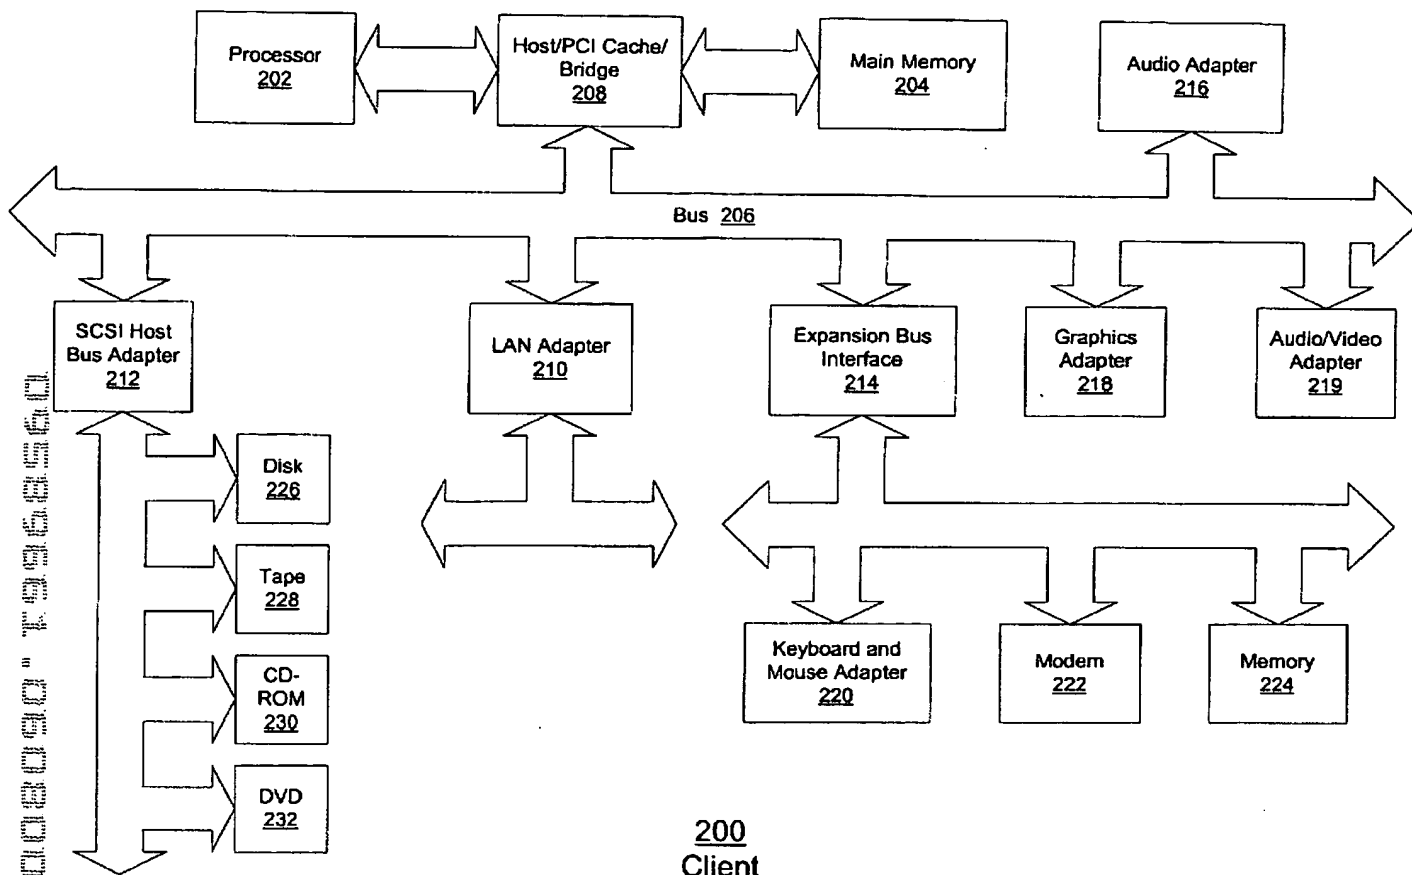 Processor
202
Host/PCI Cache/
Bridge
208
Main Memory
204
Audio Adapter
216
Bus 206
SCSI Host
Bus Adapter
212
LAN Adapter
210
Expansion Bus
Interface
214
Graphics
Adapter
218
Audio/Video
Adapter
219
Disk
226
Tape
228
CD-
ROM
230
DVD
232
Keyboard and
Mouse Adapter
220
Modem
222
Memory
224
200
Client